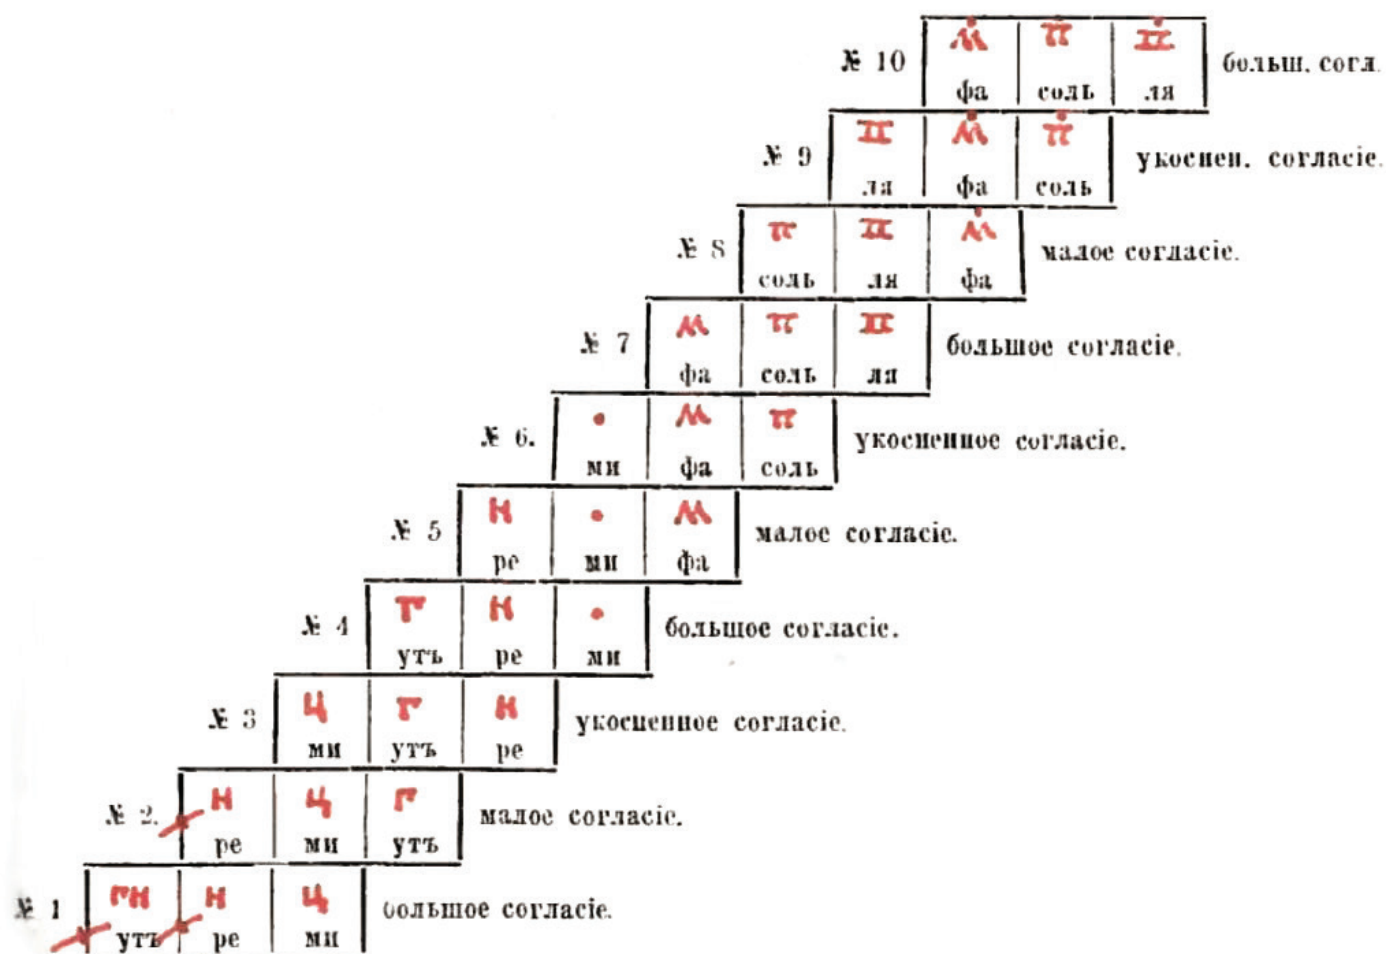 м п п
№ 10 фа соль ля больш. согл.
п м п
№ 9 ля фа соль укоснен. согласіе.
п п м
№ 8 соль ля фа малое согласіе.
м п п
№ 7 фа соль ля большое согласіе.
• м п
№ 6. ми фа соль укосненное согласіе.
н • м
№ 5 ре ми фа малое согласіе.
г н •
№ 4 утъ ре ми большое согласіе.
ц г н
№ 3 ми утъ ре укосненное согласіе.
н ц г
№ 2. ре ми утъ малое согласіе.
гн н ц
№ 1 утъ ре ми большое согласіе.